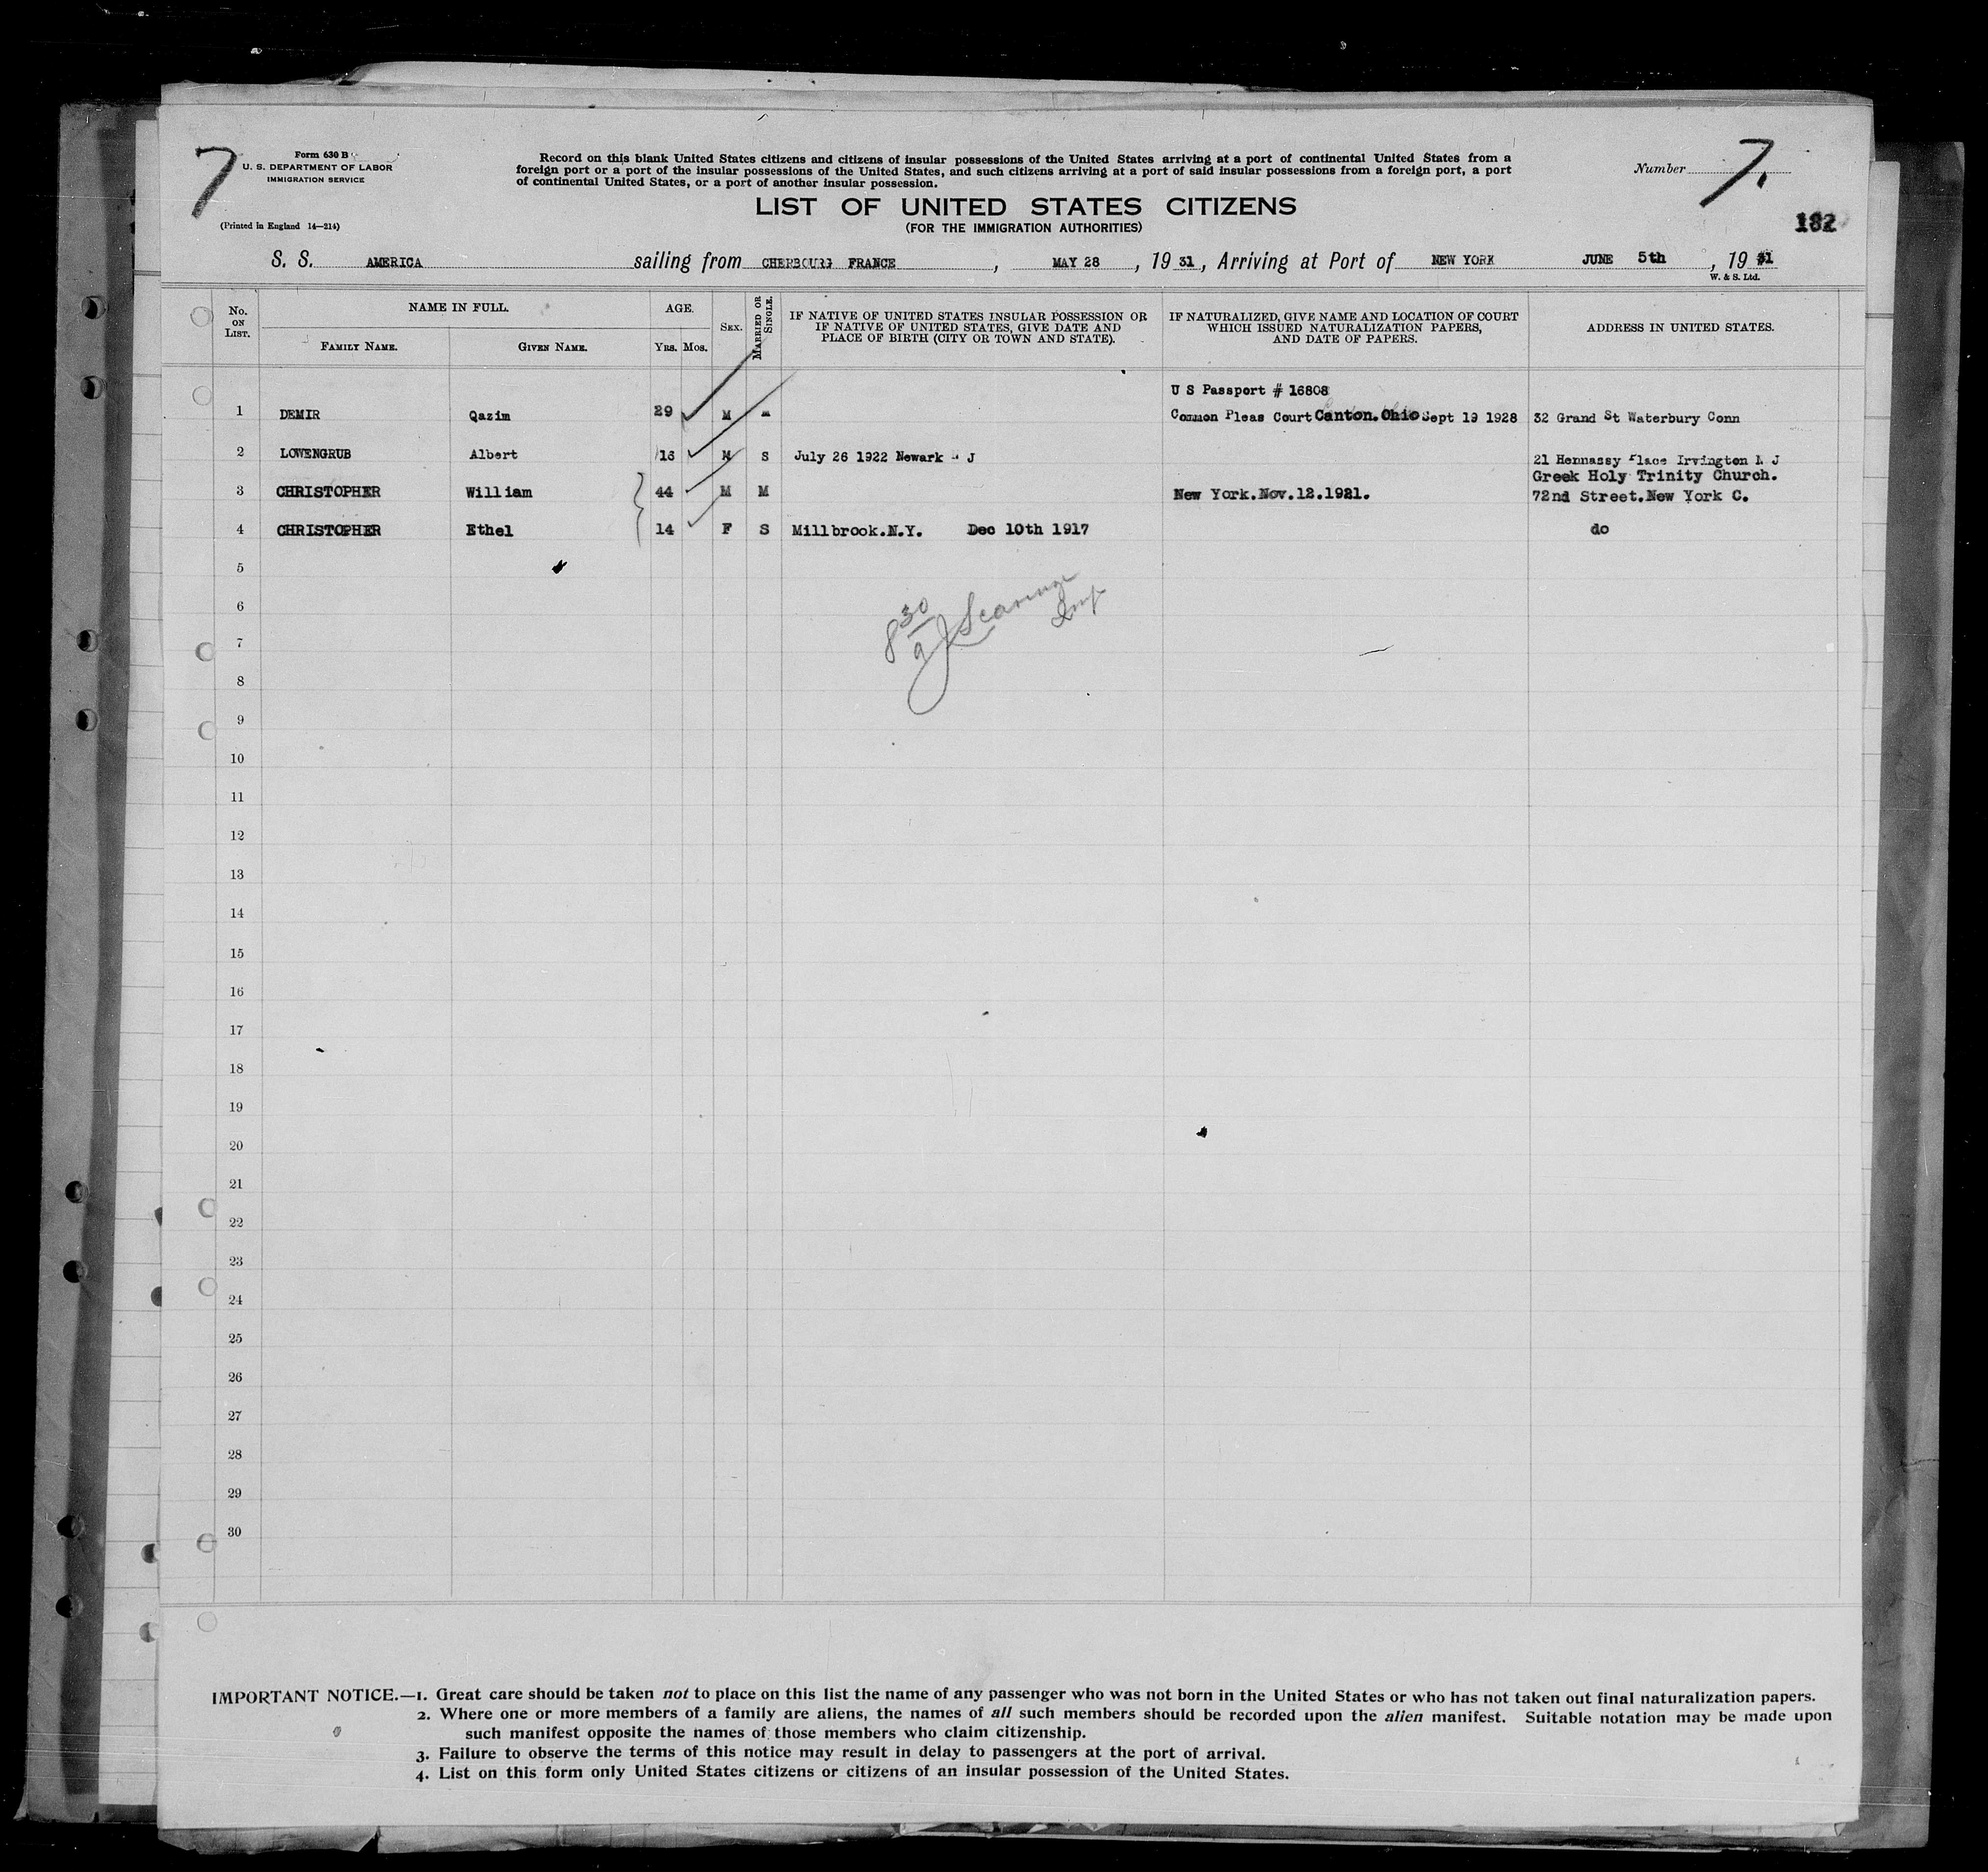 7
Form 630 B
U. S. DEPARTMENT OF LABOR
IMMIGRATION SERVICE
(Printed in England 14—214)
Record on this blank United States citizens and citizens of insular possessions of the United States arriving at a port of continental United States from a
foreign port or a port of the insular possessions of the United States, and such citizens arriving at a port of said insular possessions from a foreign port, a port
of continental United States, or a port of another insular possession.
LIST OF UNITED STATES CITIZENS
(FOR THE IMMIGRATION AUTHORITIES)
Number 7.
182
S. S. AMERICA sailing from CHERBOURG FRANCE, MAY 28, 19 31, Arriving at Port of NEW YORK JUNE 5th, 19 31
W. & S. Ltd.
No. ON LIST. NAME IN FULL. AGE. SEX. MARRIED OR SINGLE. IF NATIVE OF UNITED STATES INSULAR POSSESSION OR IF NATIVE OF UNITED STATES, GIVE DATE AND PLACE OF BIRTH (CITY OR TOWN AND STATE). IF NATURALIZED, GIVE NAME AND LOCATION OF COURT WHICH ISSUED NATURALIZATION PAPERS, AND DATE OF PAPERS. ADDRESS IN UNITED STATES.
FAMILY NAME. GIVEN NAME. YRS. MOS.
U S Passport # 16808
1 DEMIR Qazim 29 M Common Pleas Court Canton.Ohio Sept 19 1928 32 Grand St Waterbury Conn
2 LOWENGRUB Albert 16 M S July 26 1922 Newark N J 21 Hennassy Place Irvington N J
3 CHRISTOPHER William 44 M M New York.Nov.12.1921. Greek Holy Trinity Church.
72nd Street.New York C.
4 CHRISTOPHER Ethel 14 F S Millbrook.N.Y. Dec 10th 1917 do
5
6
8 30
7
8
9
10
11
12
13
14
15
16
17
18
19
20
21
22
23
24
25
26
27
28
29
30
IMPORTANT NOTICE.—1. Great care should be taken not to place on this list the name of any passenger who was not born in the United States or who has not taken out final naturalization papers.
2. Where one or more members of a family are aliens, the names of all such members should be recorded upon the alien manifest. Suitable notation may be made upon
such manifest opposite the names of those members who claim citizenship.
3. Failure to observe the terms of this notice may result in delay to passengers at the port of arrival.
4. List on this form only United States citizens or citizens of an insular possession of the United States.